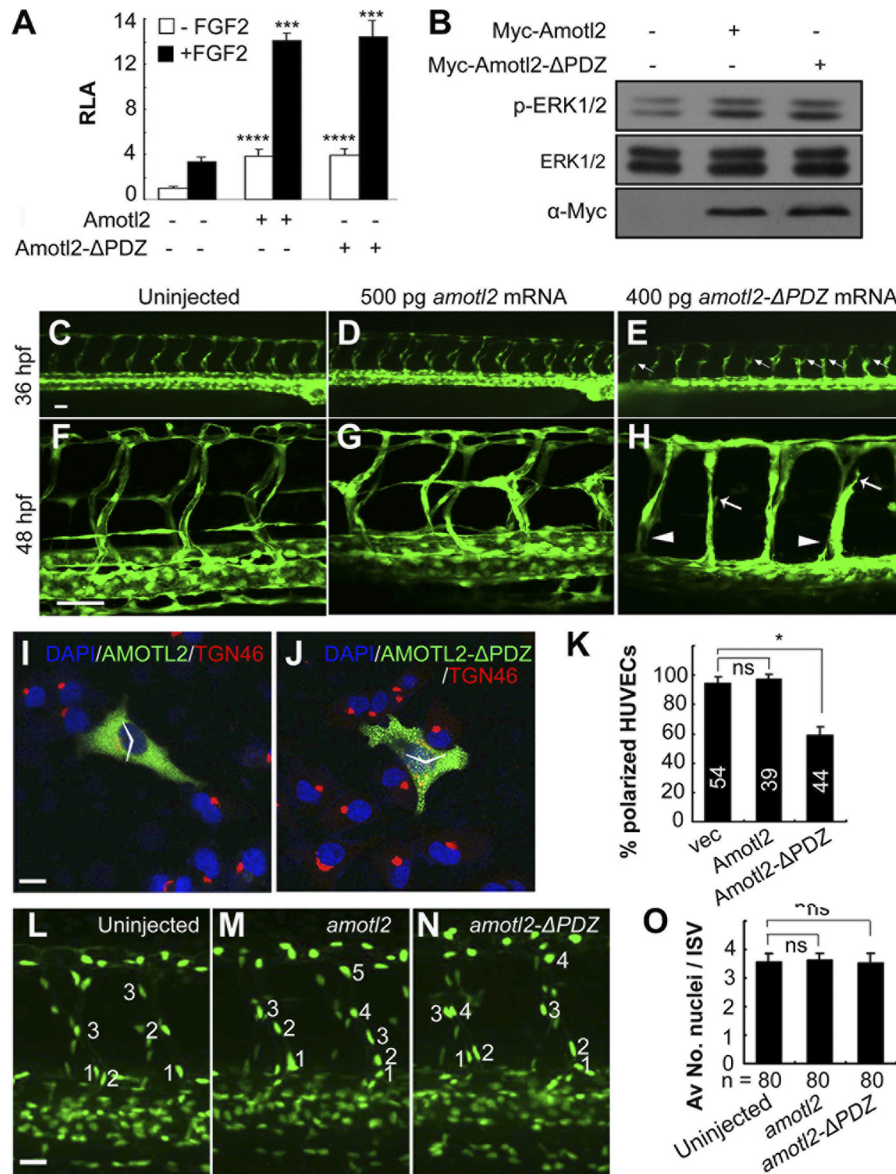 A
- FGF2
+FGF2
***
***
****
****
RLA
14
12
8
4
0
Amotl2 - - + + - -
Amotl2-ΔPDZ - - - - + +
B
Myc-Amotl2 - + -
Myc-Amotl2-ΔPDZ - - +
p-ERK1/2
ERK1/2
α-Myc
Uninjected
500 pg amotl2 mRNA
400 pg amotl2-ΔPDZ mRNA
36 hpf
C
D
E
48 hpf
F
G
H
I
DAPI/AMOTL2/TGN46
J
DAPI/AMOTL2-ΔPDZ
/TGN46
K
*
ns
% polarized HUVECs
100
80
60
40
20
0
54
39
44
vec
Amotl2
Amotl2-ΔPDZ
L
Uninjected
3
3
2
1
2
M
amotl2
5
3
4
2
3
1
2
1
N
amotl2-ΔPDZ
4
3
4
3
1
2
2
1
O
ns
ns
Av No. nuclei / ISV
4
3
2
1
0
n = 80 80 80
Uninjected
amotl2
amotl2-ΔPDZ